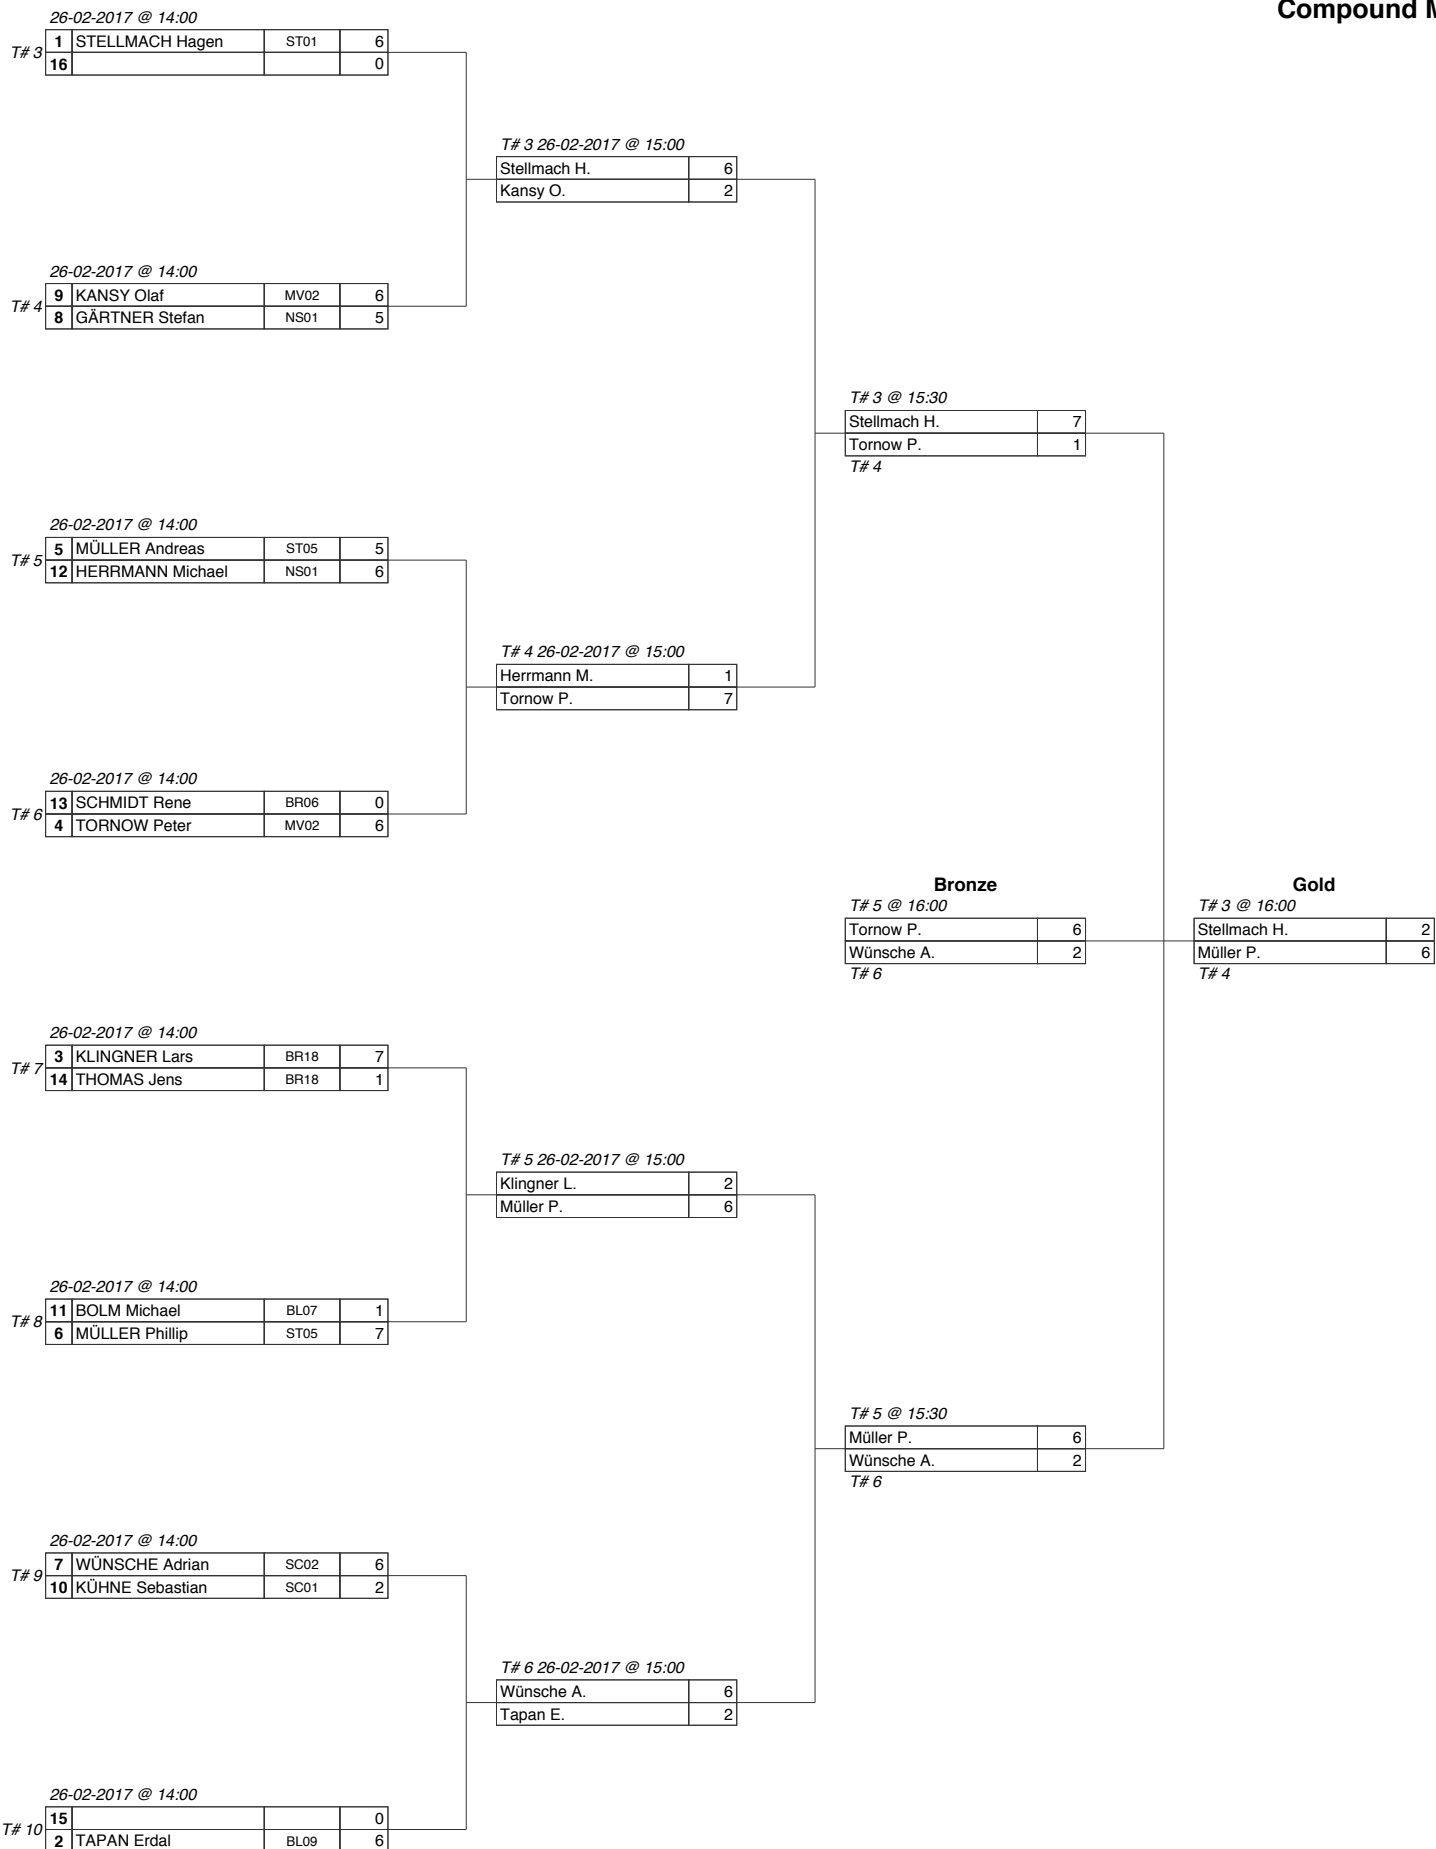 Compound M
26-02-2017 @ 14:00
T# 3
1 STELLMACH Hagen ST01 6
16 0
T# 3 26-02-2017 @ 15:00
Stellmach H. 6
Kansy O. 2
26-02-2017 @ 14:00
T# 4
9 KANSY Olaf MV02 6
8 GÄRTNER Stefan NS01 5
T# 3 @ 15:30
Stellmach H. 7
Tornow P. 1
T# 4
26-02-2017 @ 14:00
T# 5
5 MÜLLER Andreas ST05 5
12 HERRMANN Michael NS01 6
T# 4 26-02-2017 @ 15:00
Herrmann M. 1
Tornow P. 7
26-02-2017 @ 14:00
T# 6
13 SCHMIDT Rene BR06 0
4 TORNOW Peter MV02 6
Bronze
T# 5 @ 16:00
Tornow P. 6
Wünsche A. 2
T# 6
Gold
T# 3 @ 16:00
Stellmach H. 2
Müller P. 6
T# 4
26-02-2017 @ 14:00
T# 7
3 KLINGNER Lars BR18 7
14 THOMAS Jens BR18 1
T# 5 26-02-2017 @ 15:00
Klingner L. 2
Müller P. 6
26-02-2017 @ 14:00
T# 8
11 BOLM Michael BL07 1
6 MÜLLER Phillip ST05 7
T# 5 @ 15:30
Müller P. 6
Wünsche A. 2
T# 6
26-02-2017 @ 14:00
T# 9
7 WÜNSCHE Adrian SC02 6
10 KÜHNE Sebastian SC01 2
T# 6 26-02-2017 @ 15:00
Wünsche A. 6
Tapan E. 2
26-02-2017 @ 14:00
T# 10
15 0
2 TAPAN Erdal BL09 6